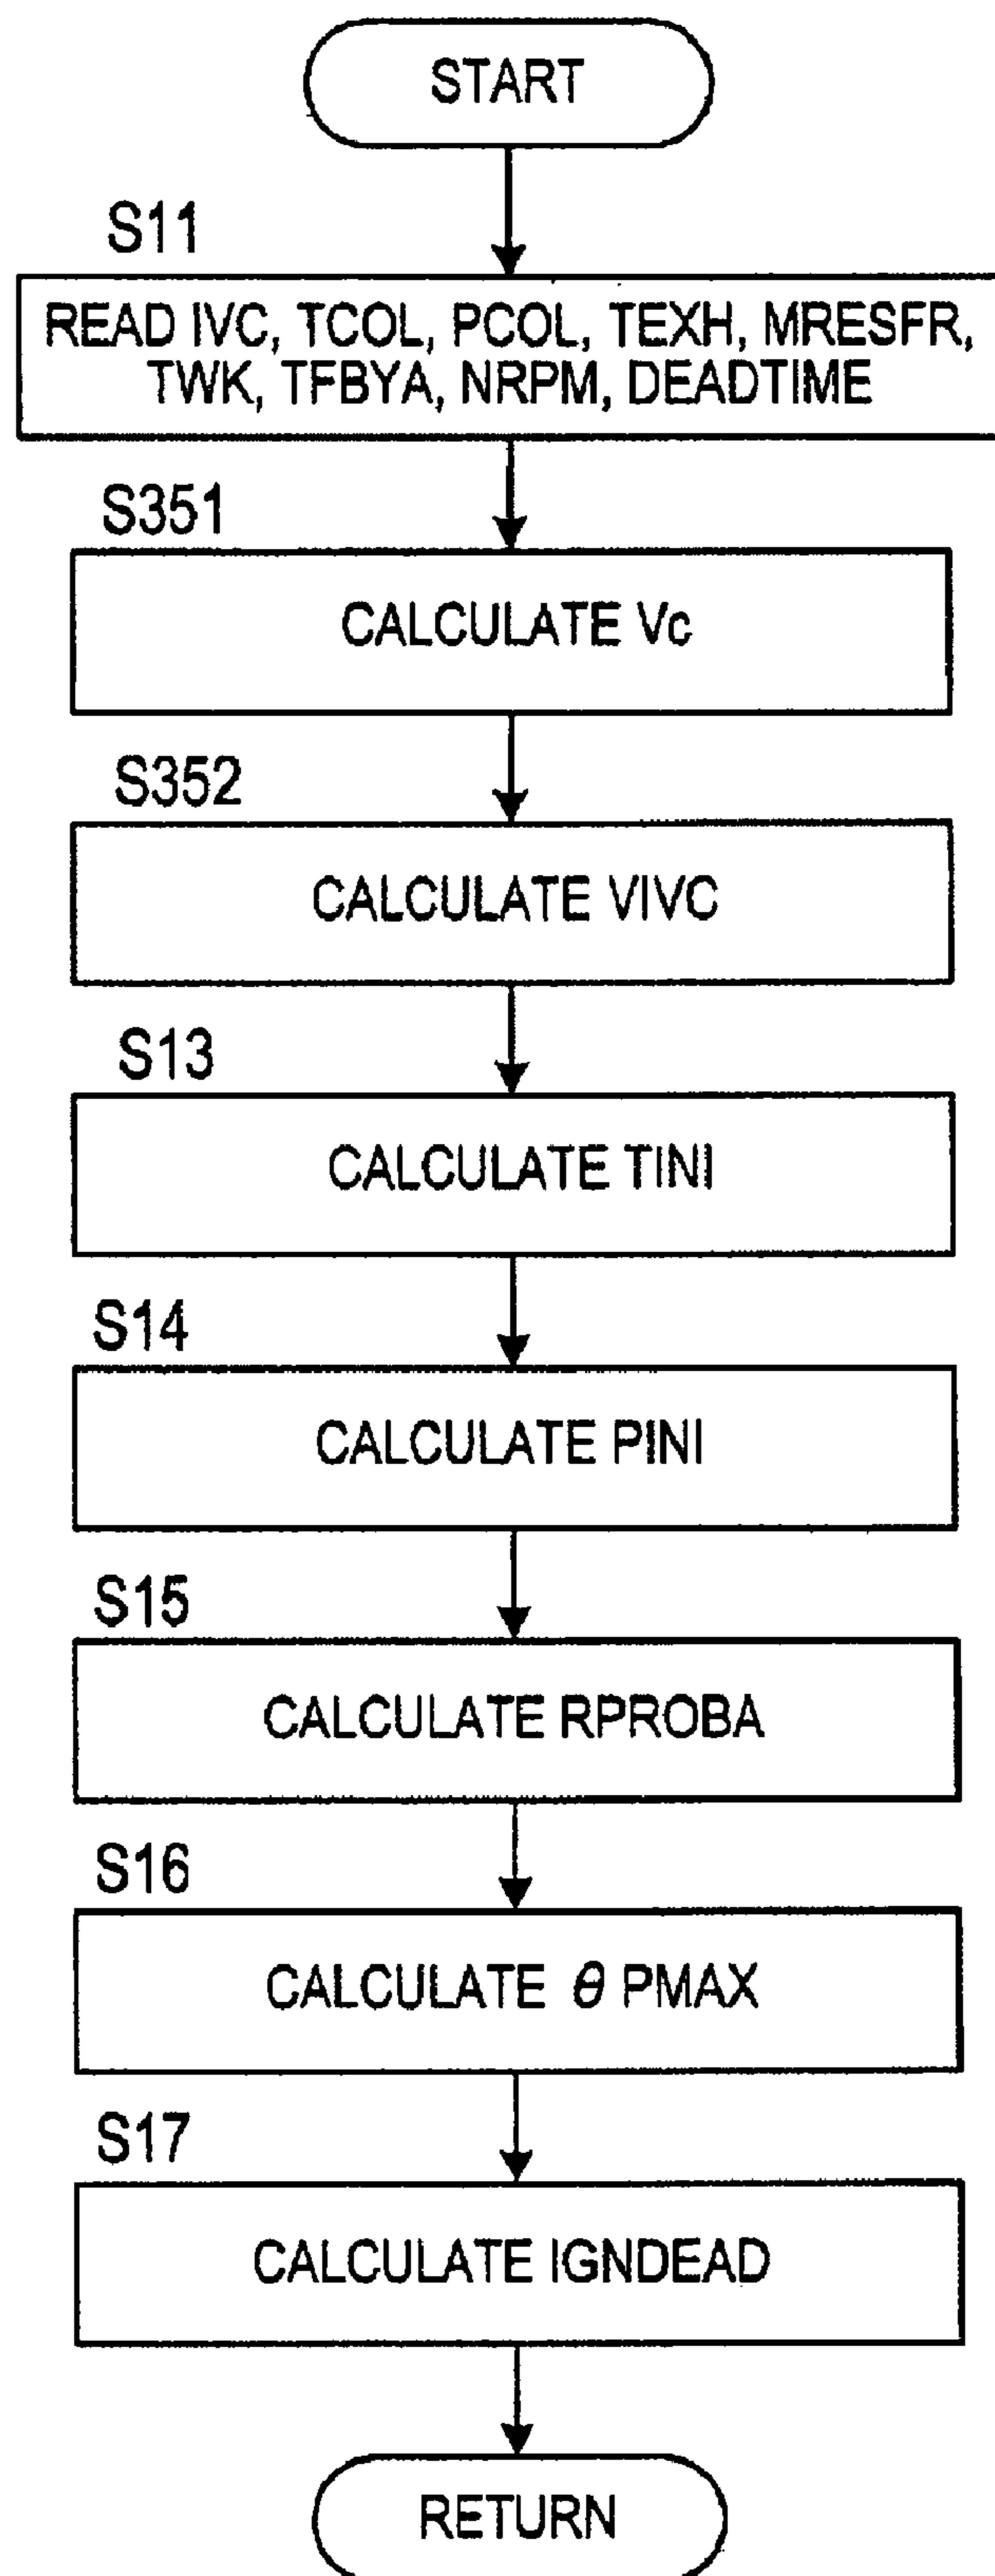 START
S11
READ IVC, TCOL, PCOL, TEXH, MRESFR,
TWK, TFBYA, NRPM, DEADTIME
S351
CALCULATE Vc
S352
CALCULATE VIVC
S13
CALCULATE TINI
S14
CALCULATE PINI
S15
CALCULATE RPROBA
S16
CALCULATE θ PMAX
S17
CALCULATE IGNDEAD
RETURN